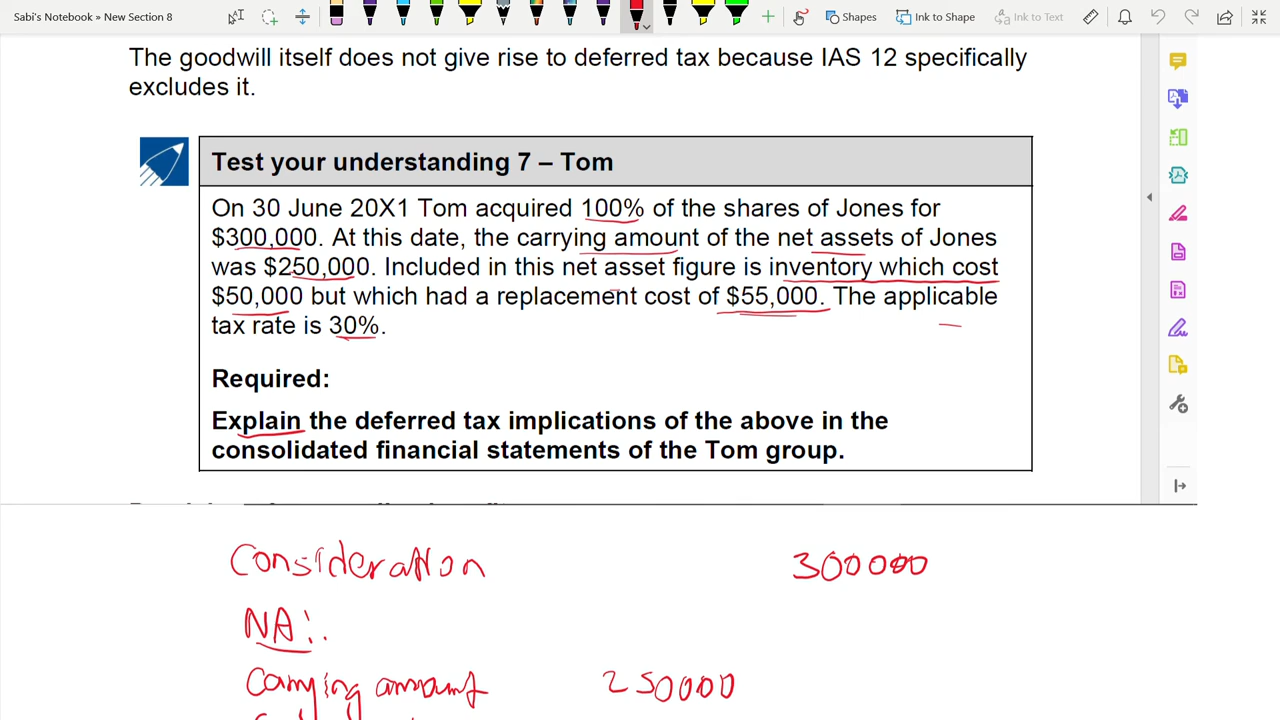 Sabi's Notebook » New Section 8
Shapes
Ink to Shape
Ink to Text
The goodwill itself does not give rise to deferred tax because IAS 12 specifically
excludes it.
Test your understanding 7 – Tom
On 30 June 20X1 Tom acquired 100% of the shares of Jones for
$300,000. At this date, the carrying amount of the net assets of Jones
was $250,000. Included in this net asset figure is inventory which cost
$50,000 but which had a replacement cost of $55,000. The applicable
tax rate is 30%.
Required:
Explain the deferred tax implications of the above in the
consolidated financial statements of the Tom group.
Consideration 300000
NA:.
Carrying amount 250000